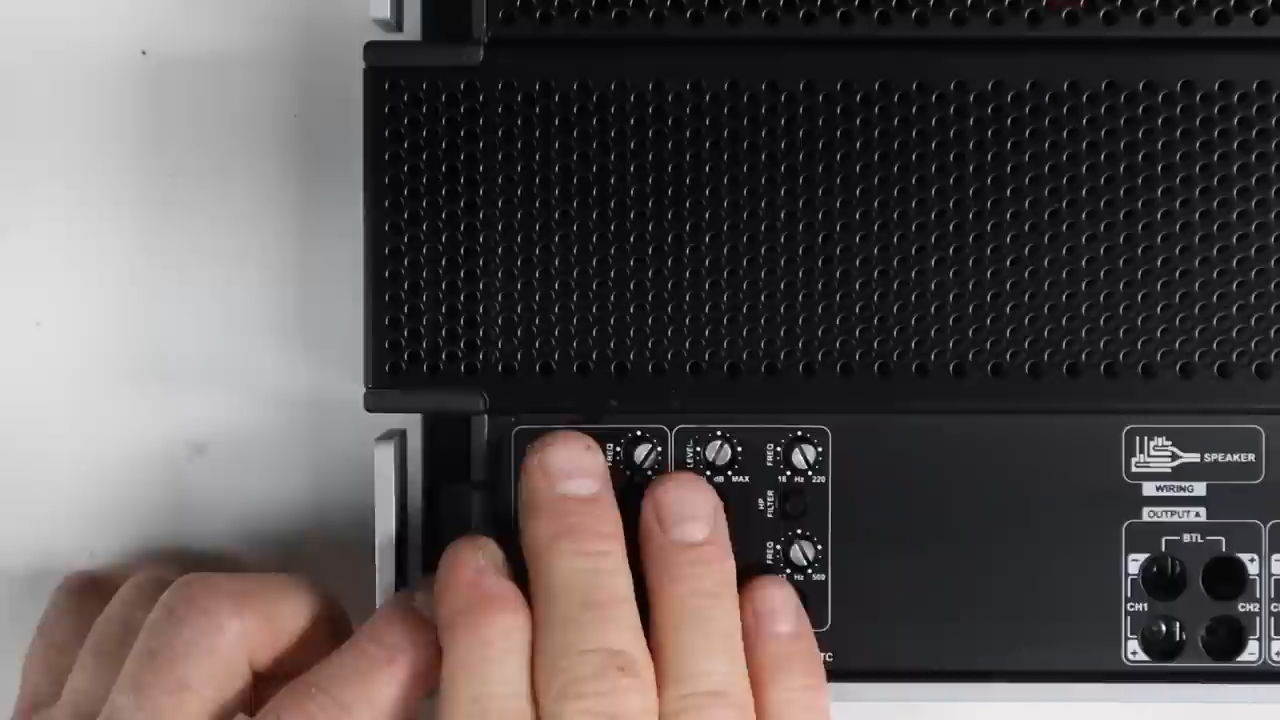 FREQ
LEVEL
dB MAX
FREQ
18 Hz 220
HP
FILTER
FREQ
Hz 500
SPEAKER
WIRING
OUTPUT A
BTL
CH1
CH2